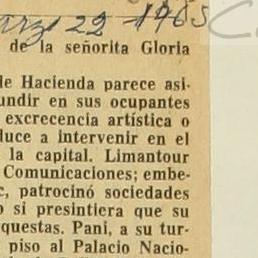 Marzo 22 1965
de la señorita Gloria
de Hacienda parece asi-
undir en sus ocupantes
excrecencia artística o
duce a intervenir en el
la capital. Limantour
Comunicaciones; embe-
c, patrocinó sociedades
o si presintiera que su
questas. Pani, a su tur-
piso al Palacio Nacio-